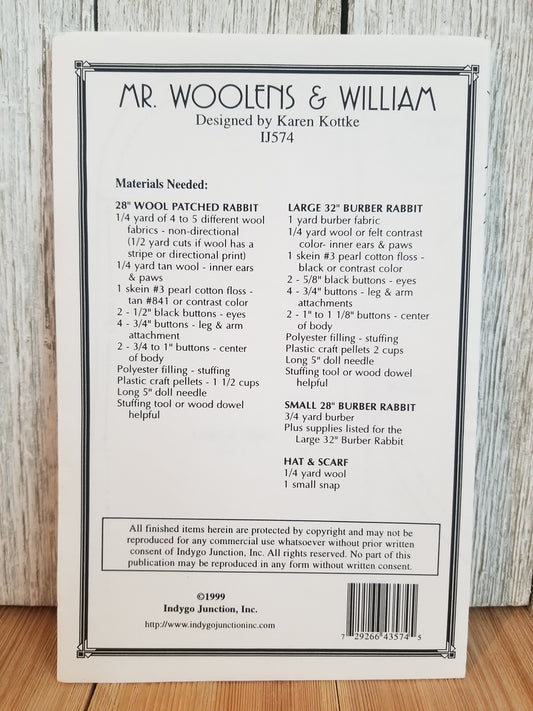 MR. WOOLENS & WILLIAM
Designed by Karen Kottke
IJ574
Materials Needed:
28" WOOL PATCHED RABBIT
1/4 yard of 4 to 5 different wool
fabrics - non-directional
(1/2 yard cuts if wool has a
stripe or directional print)
1/4 yard tan wool - inner ears
& paws
1 skein #3 pearl cotton floss -
tan #841 or contrast color
2 - 1/2" black buttons - eyes
4 - 3/4" buttons - leg & arm
attachment
2 - 3/4 to 1" buttons - center
of body
Polyester filling - stuffing
Plastic craft pellets - 1 1/2 cups
Long 5" doll needle
Stuffing tool or wood dowel
helpful
LARGE 32" BURBER RABBIT
1 yard burber fabric
1/4 yard wool or felt contrast
color- inner ears & paws
1 skein #3 pearl cotton floss -
black or contrast color
2 - 5/8" black buttons - eyes
4 - 3/4" buttons - leg & arm
attachments
2 - 1" to 1 1/8" buttons - center
of body
Polyester filling - stuffing
Plastic craft pellets 2 cups
Long 5" doll needle
Stuffing tool or wood dowel
helpful
SMALL 28" BURBER RABBIT
3/4 yard burber
Plus supplies listed for the
Large 32" Burber Rabbit
HAT & SCARF
1/4 yard wool
1 small snap
All finished items herein are protected by copyright and may not be
reproduced for any commercial use whatsoever without prior written
consent of Indygo Junction, Inc. All rights reserved. No part of this
publication may be reproduced in any form without written consent.
©1999
Indygo Junction, Inc.
http://www.indygojunctioninc.com
7 29266 43574 5